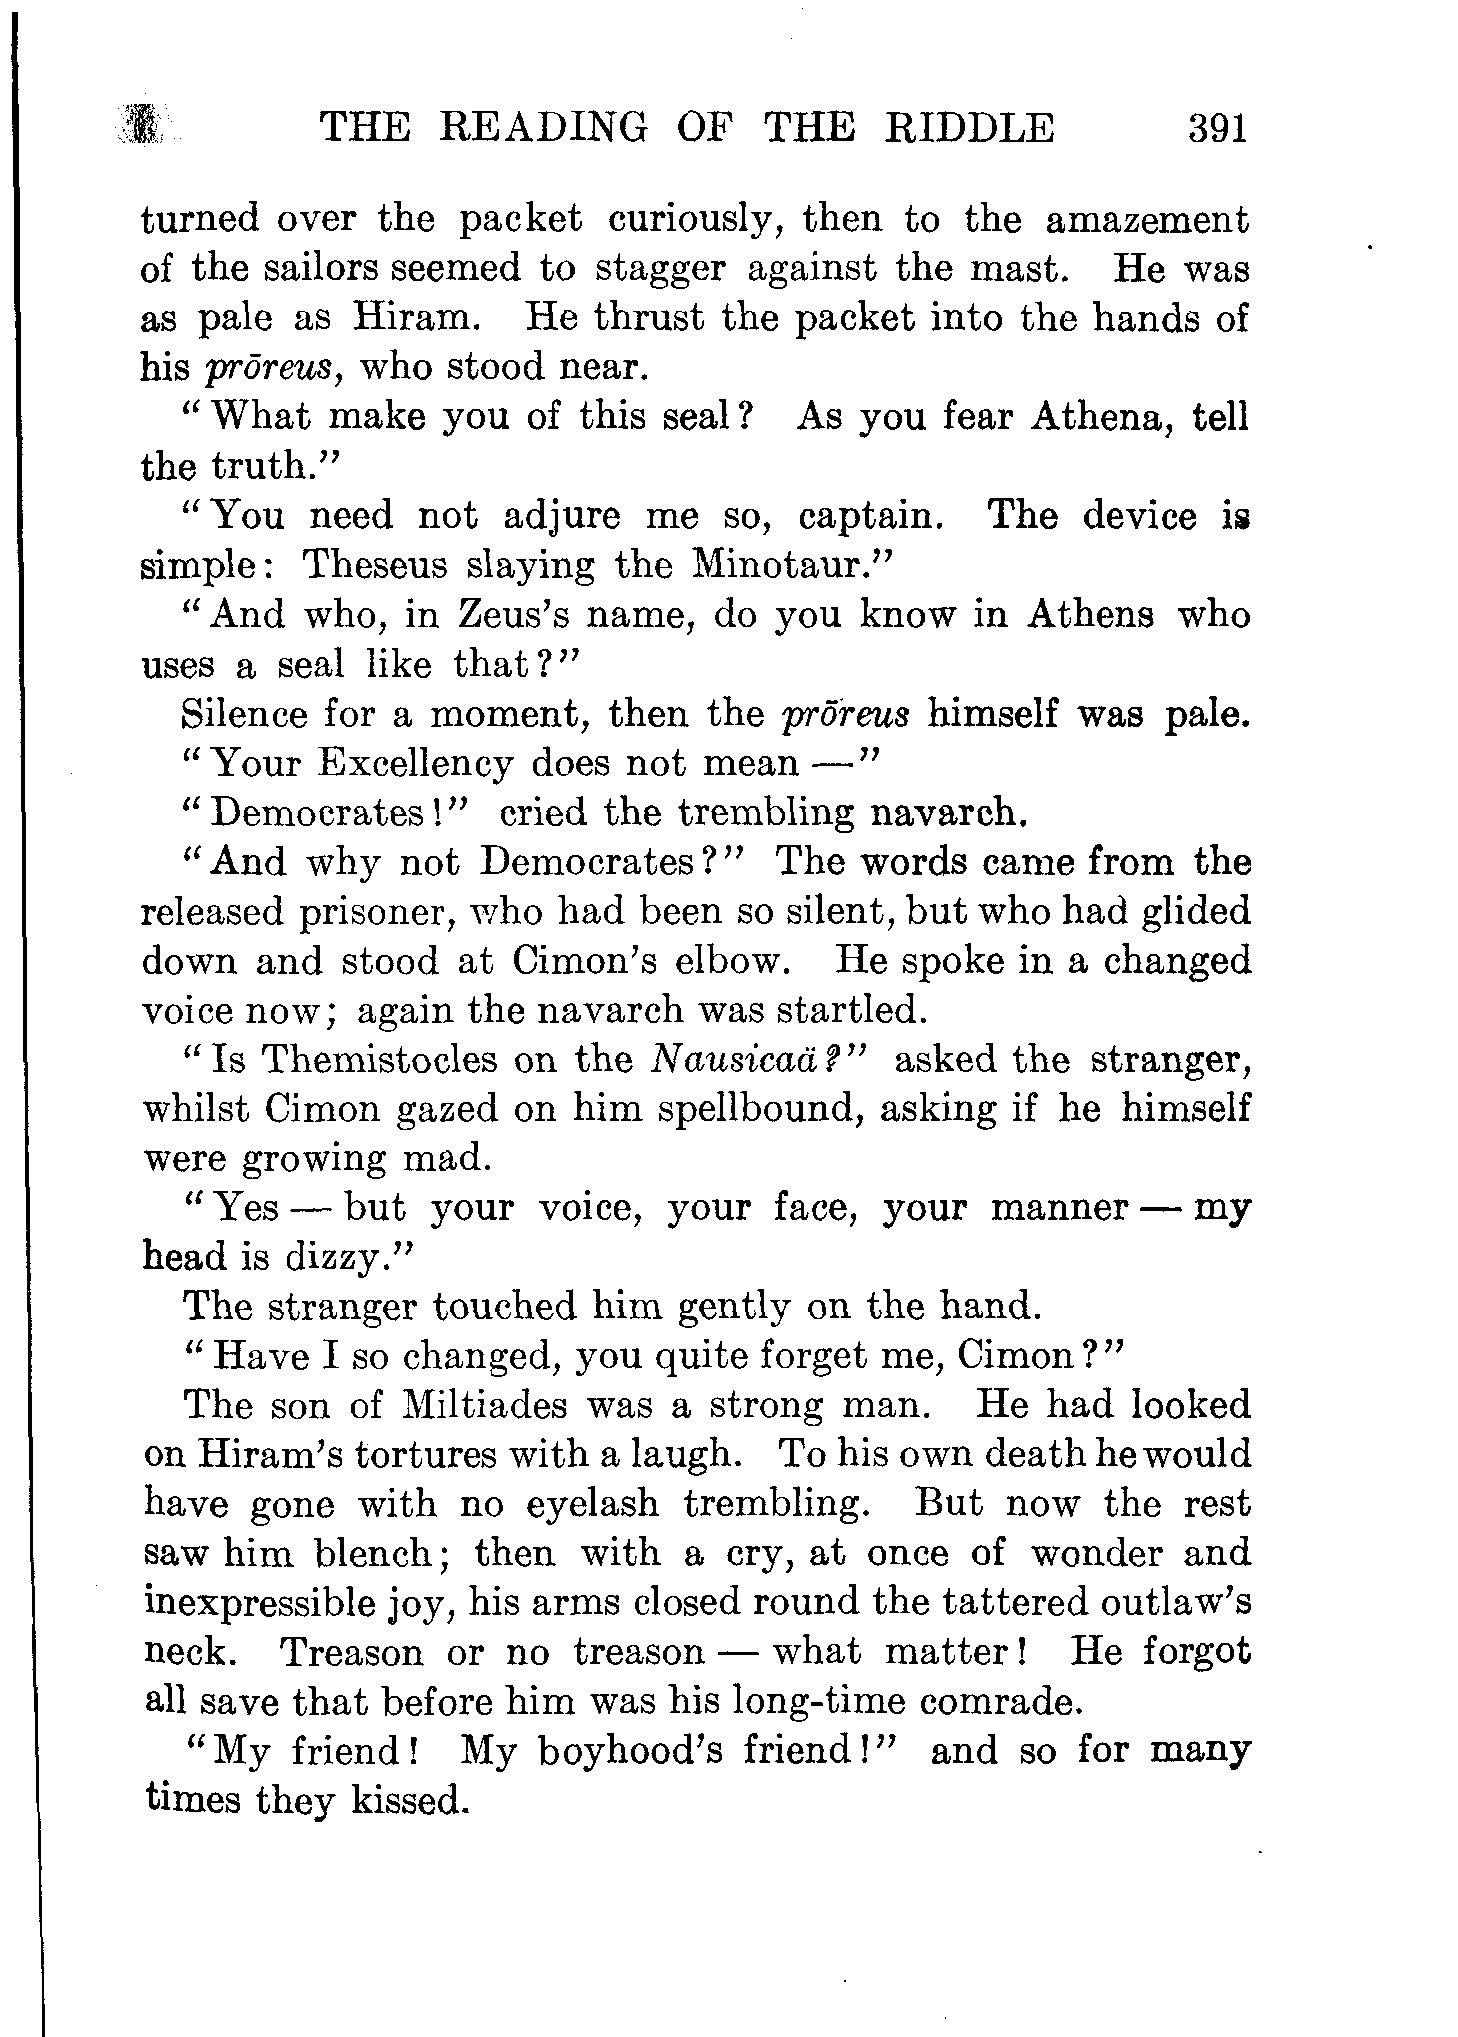 THE READING OF THE RIDDLE 391
turned over the packet curiously, then to the amazement
of the sailors seemed to stagger against the mast. He was
as pale as Hiram. He thrust the packet into the hands of
his prōreus, who stood near.
“What make you of this seal? As you fear Athena, tell
the truth.”
“You need not adjure me so, captain. The device is
simple: Theseus slaying the Minotaur.”
“And who, in Zeus’s name, do you know in Athens who
uses a seal like that?”
Silence for a moment, then the prōreus himself was pale.
“Your Excellency does not mean —”
“Democrates!” cried the trembling navarch.
“And why not Democrates?” The words came from the
released prisoner, who had been so silent, but who had glided
down and stood at Cimon’s elbow. He spoke in a changed
voice now; again the navarch was startled.
“Is Themistocles on the Nausicaä?” asked the stranger,
whilst Cimon gazed on him spellbound, asking if he himself
were growing mad.
“Yes — but your voice, your face, your manner — my
head is dizzy.”
The stranger touched him gently on the hand.
“Have I so changed, you quite forget me, Cimon?”
The son of Miltiades was a strong man. He had looked
on Hiram’s tortures with a laugh. To his own death he would
have gone with no eyelash trembling. But now the rest
saw him blench; then with a cry, at once of wonder and
inexpressible joy, his arms closed round the tattered outlaw’s
neck. Treason or no treason — what matter! He forgot
all save that before him was his long-time comrade.
“My friend! My boyhood’s friend!” and so for many
times they kissed.